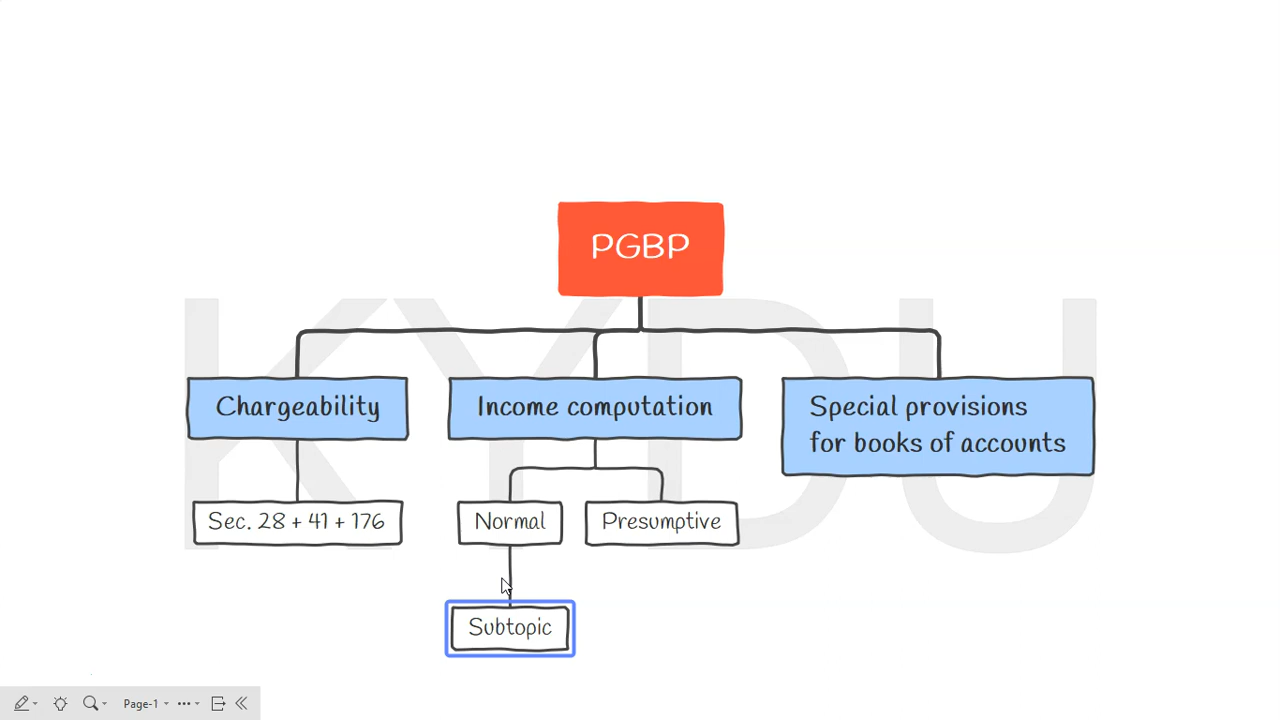 PGBP
KYDU
Chargeability
Income computation
Special provisions
for books of accounts
Sec. 28 + 41 + 176
Normal
Presumptive
Subtopic
Page-1